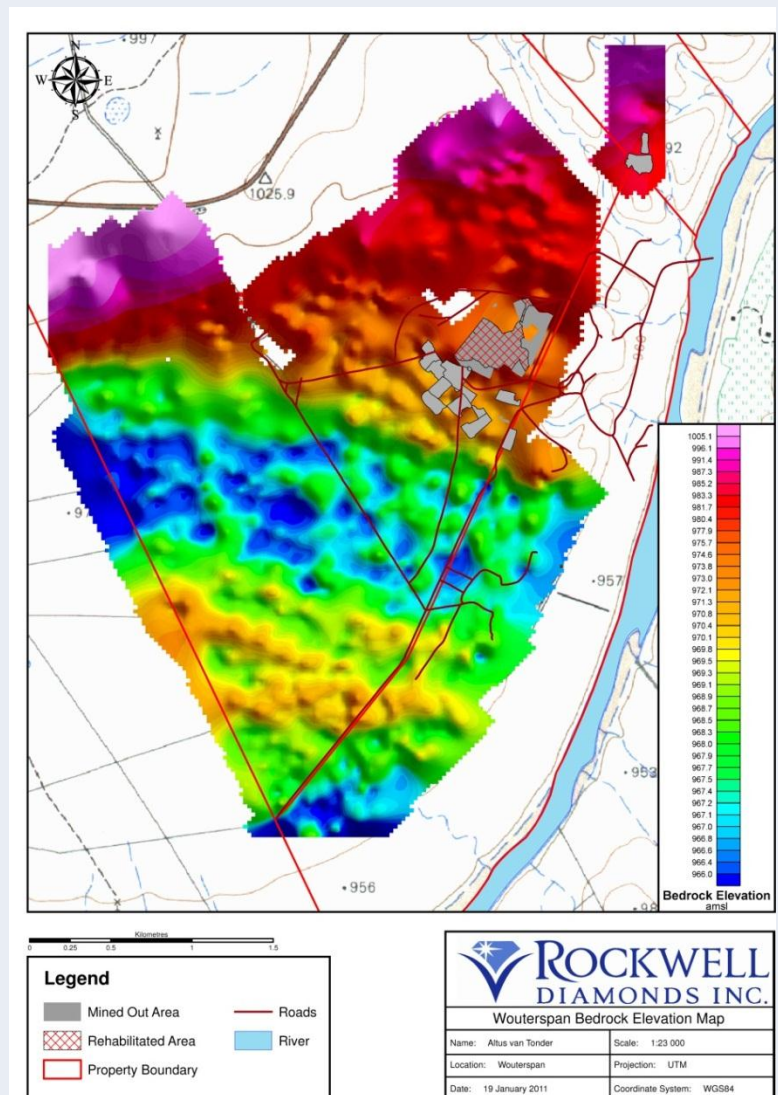 997
N
W
E
S
1025.9
92
980
97
957
953
956
98
1005.1
996.1
991.4
987.3
985.2
983.3
981.7
980.4
977.9
975.7
974.6
973.8
973.0
972.1
971.3
970.8
970.4
970.1
969.8
969.5
969.3
969.1
968.9
968.7
968.5
968.3
968.0
967.9
967.7
967.5
967.4
967.2
967.1
967.0
966.8
966.6
966.4
966.0
Bedrock Elevation
amsl
Kilometres
0 0.25 0.5 1 1.5
Legend
Mined Out Area
Roads
Rehabilitated Area
River
Property Boundary
ROCKWELL
DIAMONDS INC.
Wouterspan Bedrock Elevation Map
Name: Altus van Tonder
Scale: 1:23 000
Location: Wouterspan
Projection: UTM
Date: 19 January 2011
Coordinate System: WGS84